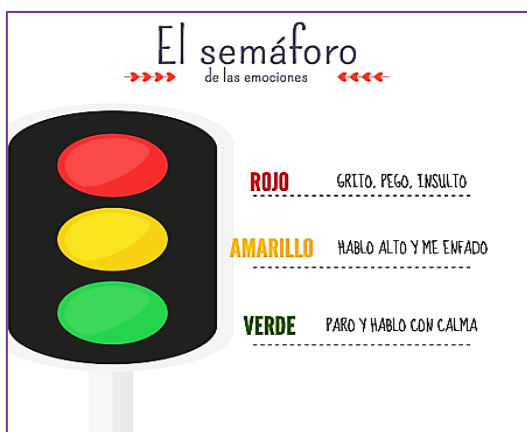 El semáforo
de las emociones
ROJO GRITO, PEGO, INSULTO
AMARILLO HABLO ALTO Y ME ENFADO
VERDE PARO Y HABLO CON CALMA